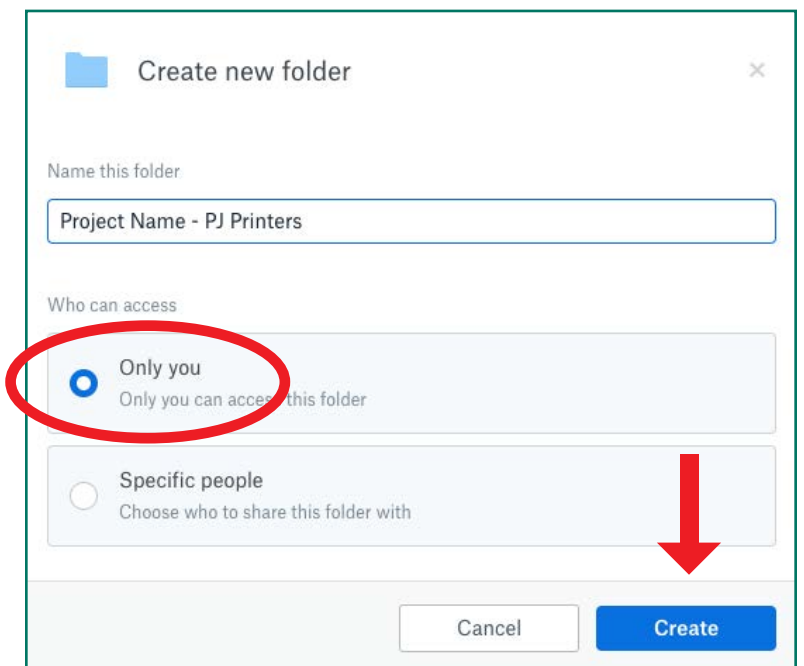 Create new folder
Name this folder
Project Name - PJ Printers
Who can access
Only you
Only you can access this folder
Specific people
Choose who to share this folder with
Cancel
Create